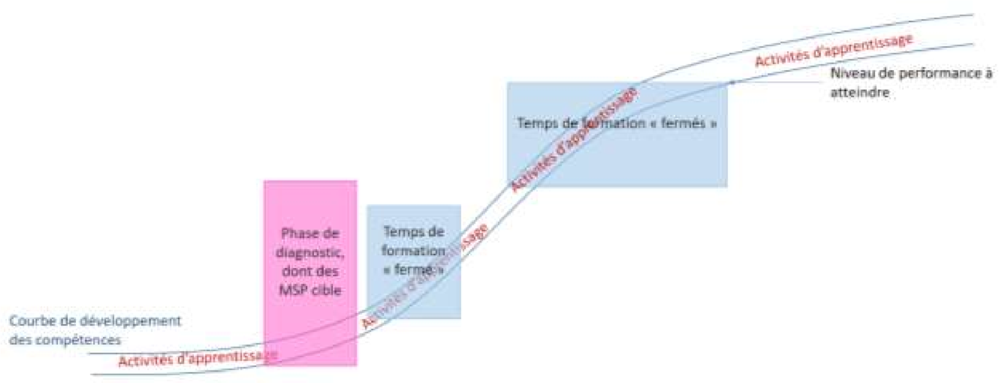 Activités d'apprentissage
Niveau de performance à
atteindre
Temps de formation « fermés »
Activités d'apprentissage
Phase de
diagnostic,
dont des
MSP cible
Temps de
formation
« fermé »
Activités d'apprentissage
Courbe de développement
des compétences
Activités d'apprentissage